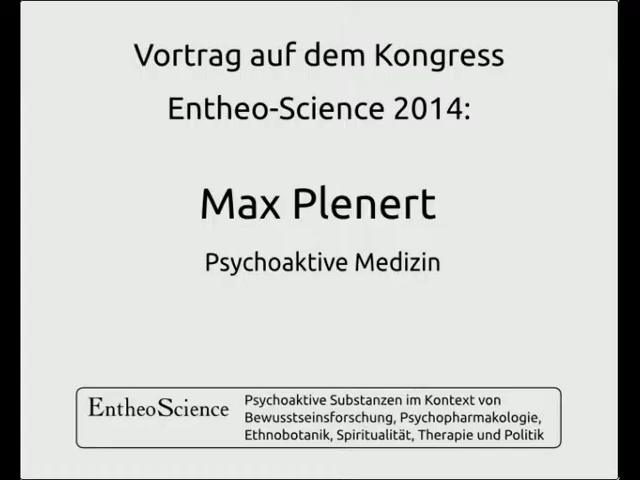 Vortrag auf dem Kongress
Entheo-Science 2014:
Max Plenert
Psychoaktive Medizin
EntheoScience
Psychoaktive Substanzen im Kontext von
Bewusstseinsforschung, Psychopharmakologie,
Ethnobotanik, Spiritualität, Therapie und Politik